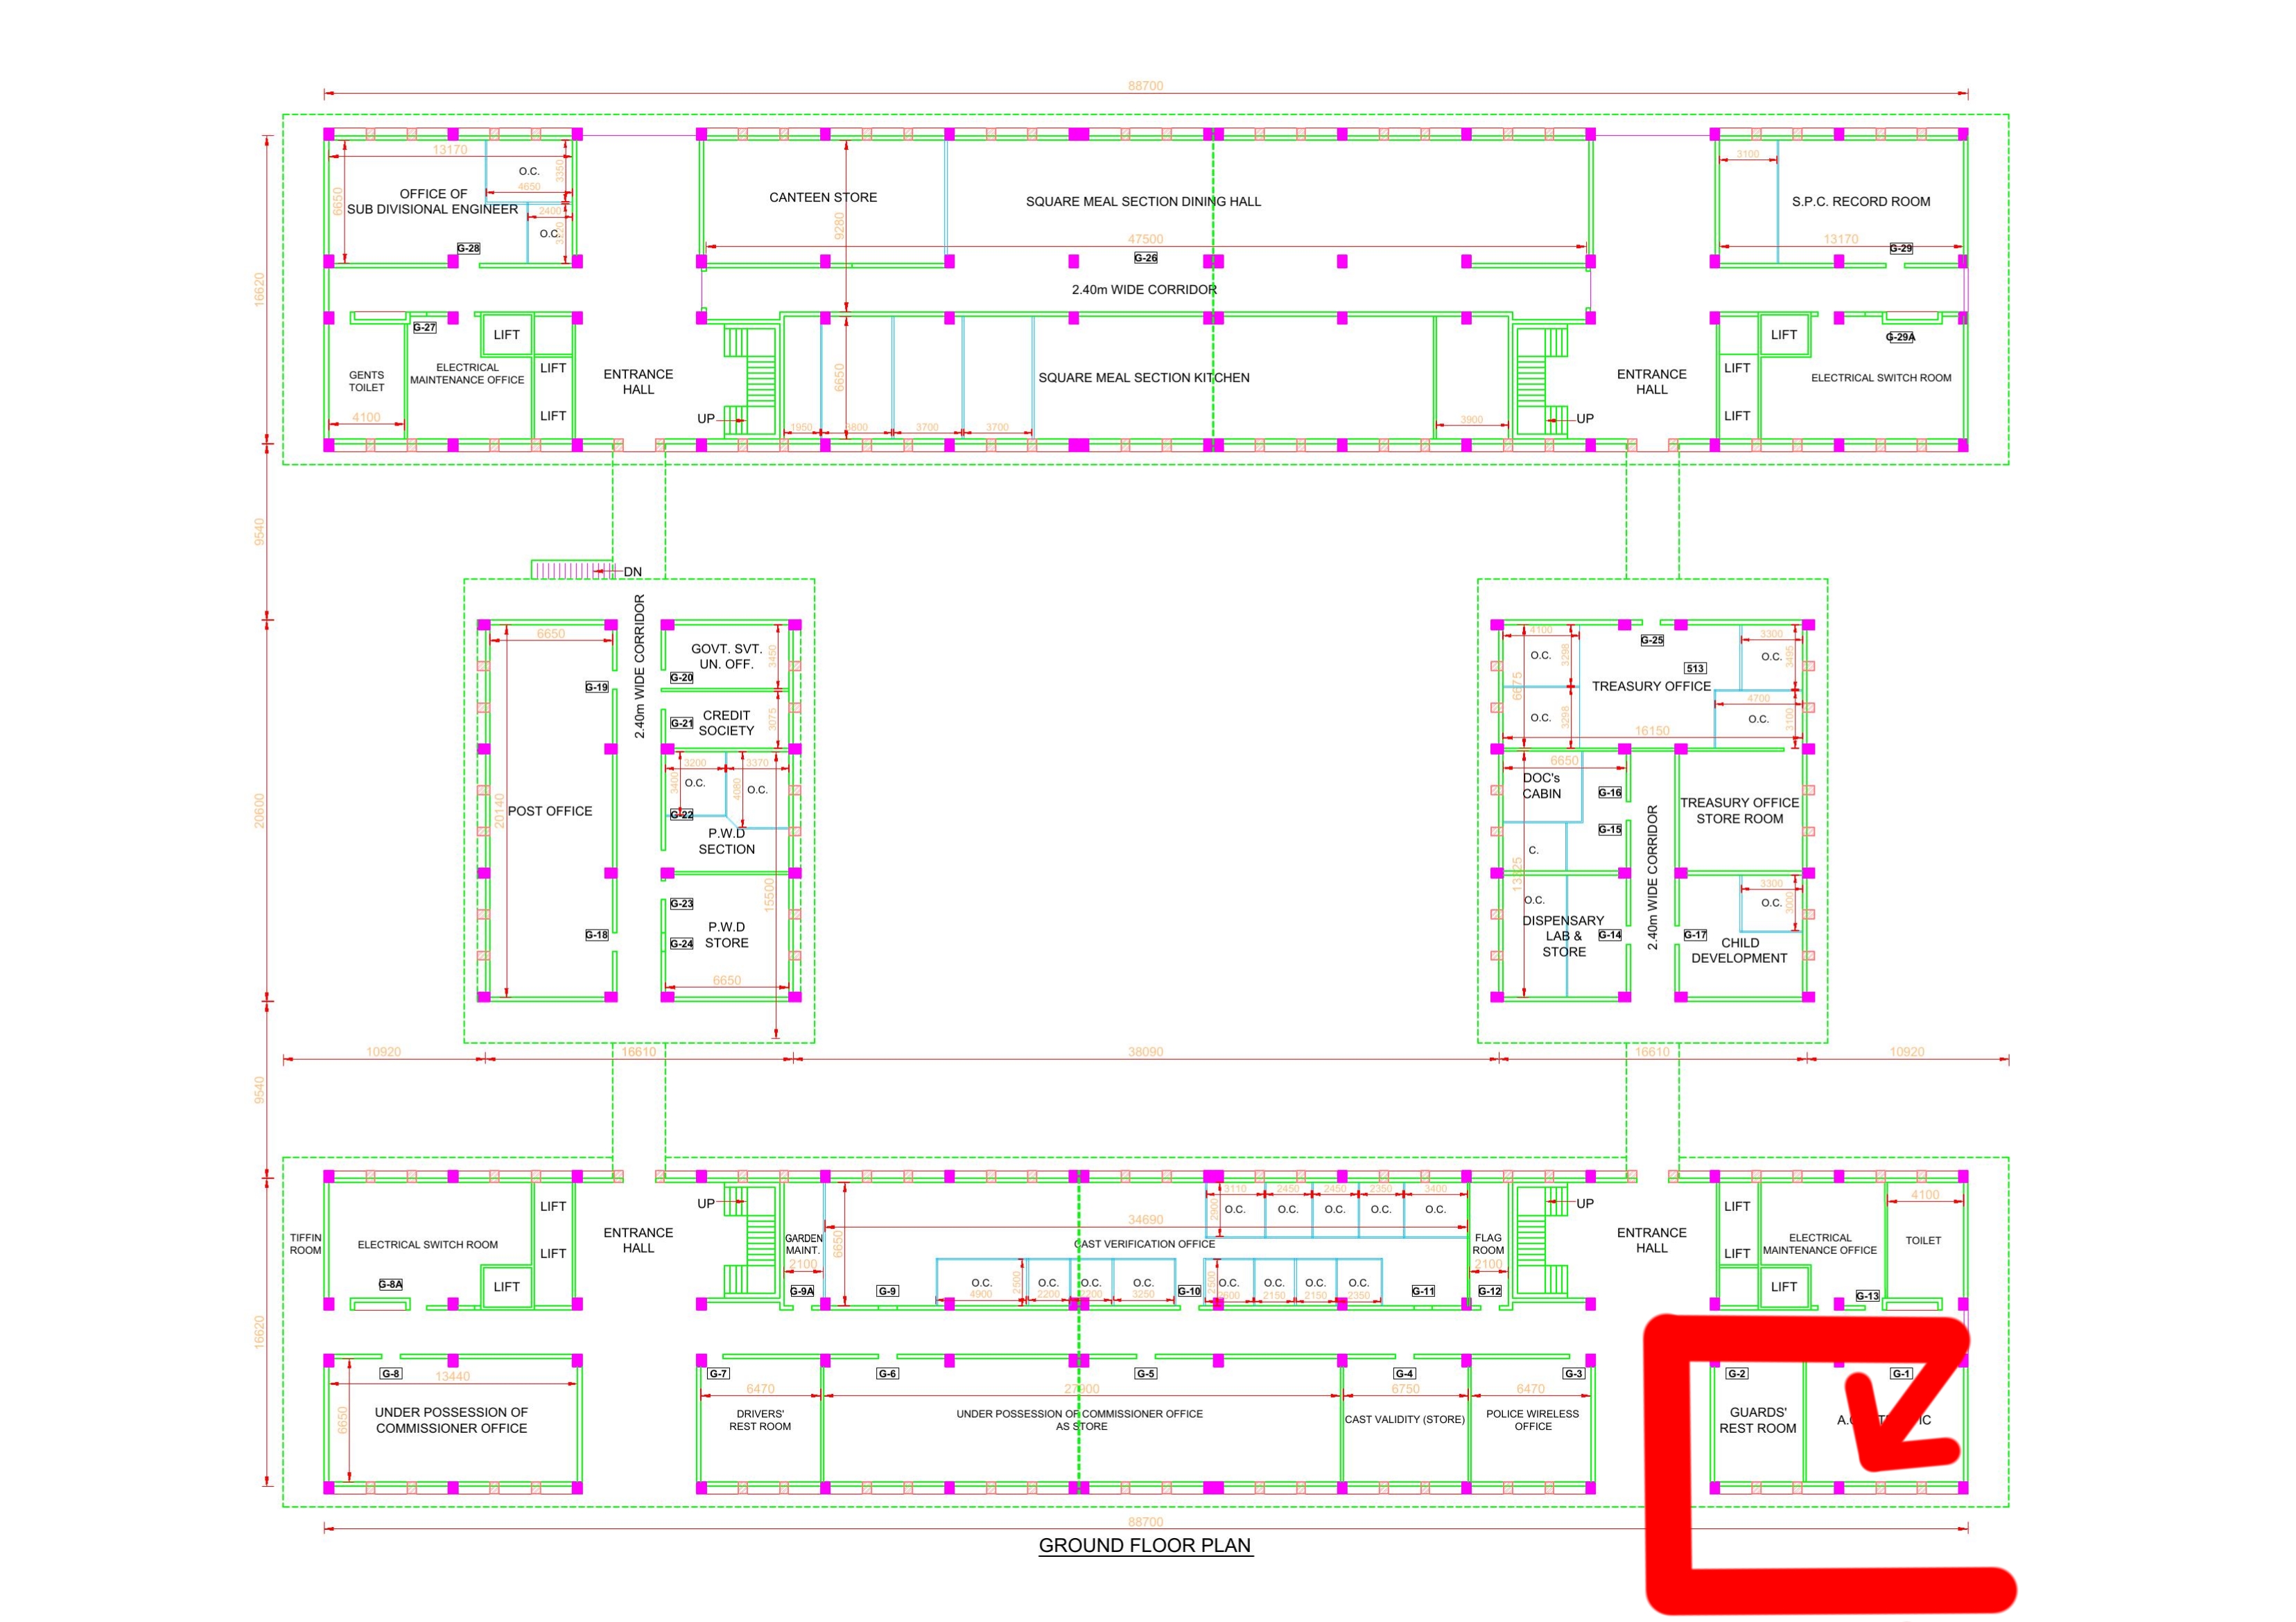 88700
13170
O.C.
3350
4650
6650
OFFICE OF
SUB DIVISIONAL ENGINEER
2400
O.C.
G-28
CANTEEN STORE
9280
SQUARE MEAL SECTION DINING HALL
47500
G-26
2.40m WIDE CORRIDOR
3100
S.P.C. RECORD ROOM
13170
G-29
16620
G-27
LIFT
GENTS
TOILET
4100
ELECTRICAL
MAINTENANCE OFFICE
LIFT
LIFT
ENTRANCE
HALL
UP
6650
SQUARE MEAL SECTION KITCHEN
1950
3800
3700
3700
3900
UP
ENTRANCE
HALL
LIFT
LIFT
LIFT
G-29A
ELECTRICAL SWITCH ROOM
9540
DN
6650
G-19
POST OFFICE
20140
G-18
2.40m WIDE CORRIDOR
GOVT. SVT.
UN. OFF.
3450
G-20
G-21
CREDIT
SOCIETY
3075
3200
3370
3400
O.C.
4080
O.C.
G-22
P.W.D
SECTION
15500
G-23
P.W.D
STORE
G-24
6650
20600
4100
O.C.
3298
6675
O.C.
3298
G-25
513
TREASURY OFFICE
3300
O.C.
3495
4700
O.C.
3100
16150
6650
DOC's
CABIN
G-16
G-15
C.
O.C.
DISPENSARY
LAB &
STORE
G-14
2.40m WIDE CORRIDOR
TREASURY OFFICE
STORE ROOM
3300
O.C.
3000
G-17
CHILD
DEVELOPMENT
10920
16610
38090
16610
10920
9540
TIFFIN
ROOM
ELECTRICAL SWITCH ROOM
LIFT
LIFT
LIFT
G-8A
ENTRANCE
HALL
UP
GARDEN
MAINT.
2100
G-9A
6650
34690
CAST VERIFICATION OFFICE
3110
2450
2450
2350
3400
2900
O.C.
O.C.
O.C.
O.C.
O.C.
G-9
O.C.
4900
2500
O.C.
2200
O.C.
2200
O.C.
3250
G-10
2500
O.C.
O.C.
2150
O.C.
2150
O.C.
2350
G-11
FLAG
ROOM
2100
G-12
UP
ENTRANCE
HALL
LIFT
LIFT
LIFT
ELECTRICAL
MAINTENANCE OFFICE
4100
TOILET
G-13
16620
G-8
13440
6650
UNDER POSSESSION OF
COMMISSIONER OFFICE
G-7
6470
DRIVERS'
REST ROOM
G-6
G-5
27900
UNDER POSSESSION OF COMMISSIONER OFFICE
AS STORE
G-4
6750
CAST VALIDITY (STORE)
G-3
6470
POLICE WIRELESS
OFFICE
G-2
GUARDS'
REST ROOM
G-1
88700
GROUND FLOOR PLAN